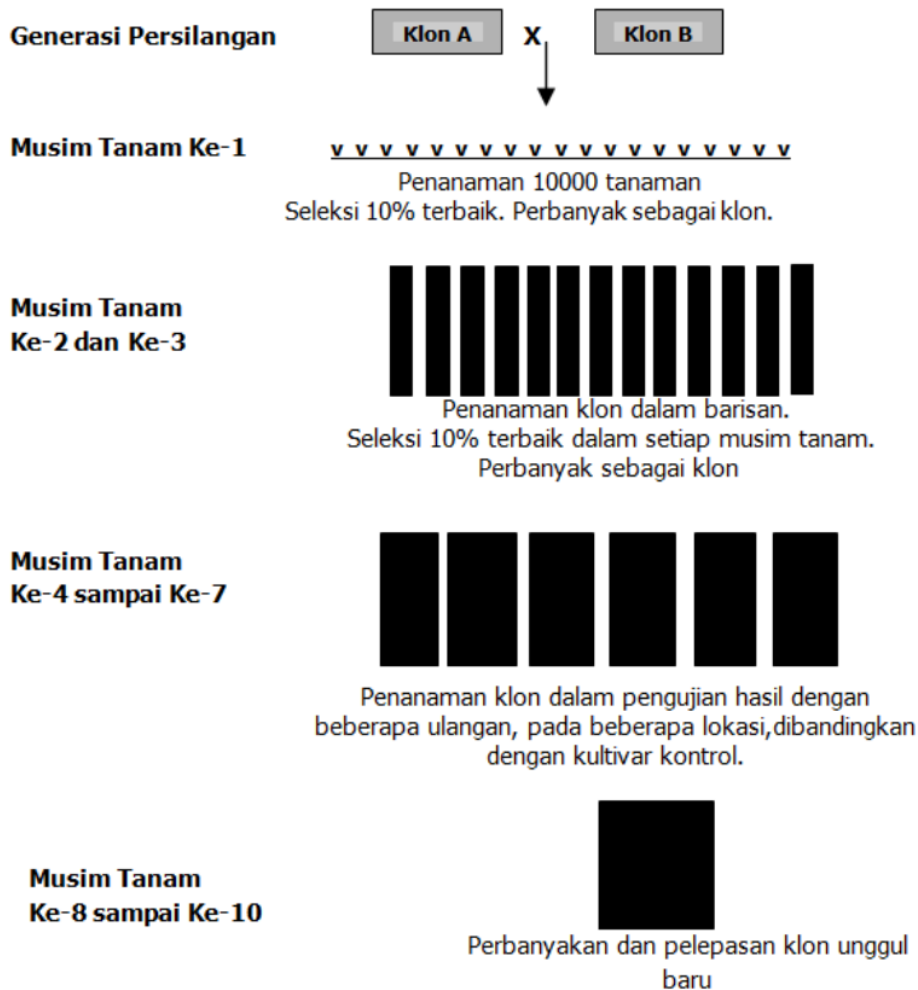 Generasi Persilangan
Klon A X Klon B
Musim Tanam Ke-1
v v v v v v v v v v v v v v v v v v v
Penanaman 10000 tanaman
Seleksi 10% terbaik. Perbanyak sebagai klon.
Musim Tanam
Ke-2 dan Ke-3
Penanaman klon dalam barisan.
Seleksi 10% terbaik dalam setiap musim tanam.
Perbanyak sebagai klon
Musim Tanam
Ke-4 sampai Ke-7
Penanaman klon dalam pengujian hasil dengan
beberapa ulangan, pada beberapa lokasi,dibandingkan
dengan kultivar kontrol.
Musim Tanam
Ke-8 sampai Ke-10
Perbanyakan dan pelepasan klon unggul
baru